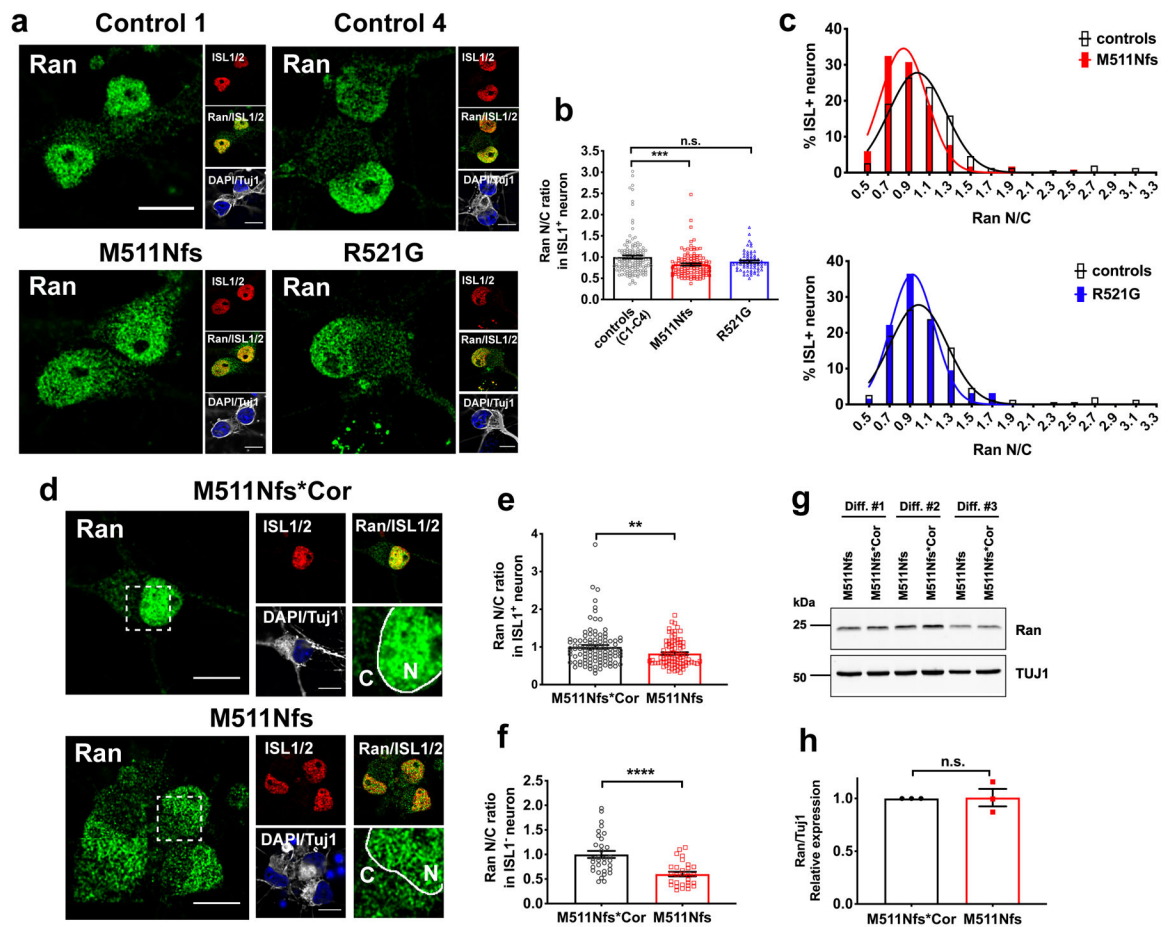 a
Control 1
Control 4
Ran
ISL1/2
Ran/ISL1/2
DAPI/Tuj1
ISL1/2
Ran/ISL1/2
DAPI/Tuj1
M511Nfs
R521G
Ran
ISL1/2
Ran/ISL1/2
DAPI/Tuj1
Ran
ISL1/2
Ran/ISL1/2
DAPI/Tuj1
b
n.s.
***
Ran N/C ratio
in ISL1+ neuron
3.5
3.0
2.5
2.0
1.5
1.0
0.5
0.0
controls
(C1-C4)
M511Nfs
R521G
c
controls
M511Nfs
% ISL+ neuron
40
30
20
10
0
0.5 0.7 0.9 1.1 1.3 1.5 1.7 1.9 2.1 2.3 2.5 2.7 2.9 3.1 3.3
Ran N/C
controls
R521G
% ISL+ neuron
40
30
20
10
0
0.5 0.7 0.9 1.1 1.3 1.5 1.7 1.9 2.1 2.3 2.5 2.7 2.9 3.1 3.3
Ran N/C
d
M511Nfs*Cor
Ran
ISL1/2
Ran/ISL1/2
DAPI/Tuj1
C
N
M511Nfs
Ran
ISL1/2
Ran/ISL1/2
DAPI/Tuj1
C
N
e
**
Ran N/C ratio
in ISL1+ neuron
4
3
2
1
0
M511Nfs*Cor M511Nfs
f
****
Ran N/C ratio
in ISL1- neuron
2.5
2.0
1.5
1.0
0.5
0.0
M511Nfs*Cor M511Nfs
g
Diff. #1 Diff. #2 Diff. #3
M511Nfs
M511Nfs*Cor
M511Nfs
M511Nfs*Cor
M511Nfs
M511Nfs*Cor
kDa
25
Ran
50
TUJ1
h
n.s.
Ran/Tuj1
Relative expression
1.0
0.5
0.0
M511Nfs*Cor M511Nfs